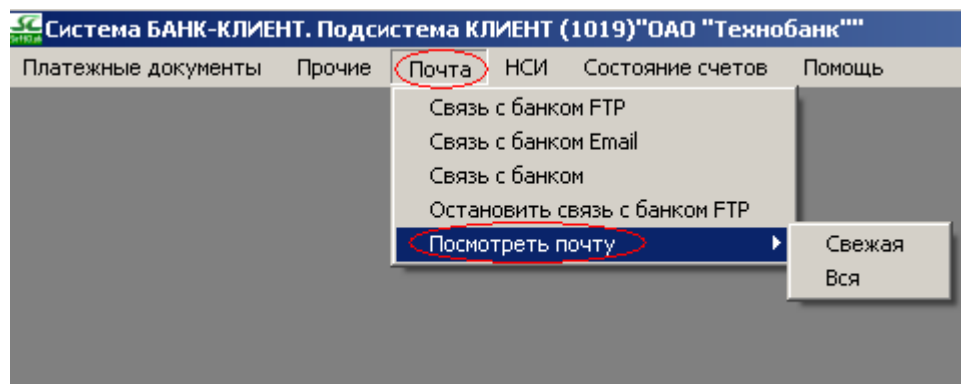 Система БАНК-КЛИЕНТ. Подсистема КЛИЕНТ (1019)"ОАО "Технобанк""
Платежные документы Прочие Почта НСИ Состояние счетов Помощь
Связь с банком FTP
Связь с банком Email
Связь с банком
Остановить связь с банком FTP
Посмотреть почту
Свежая
Вся